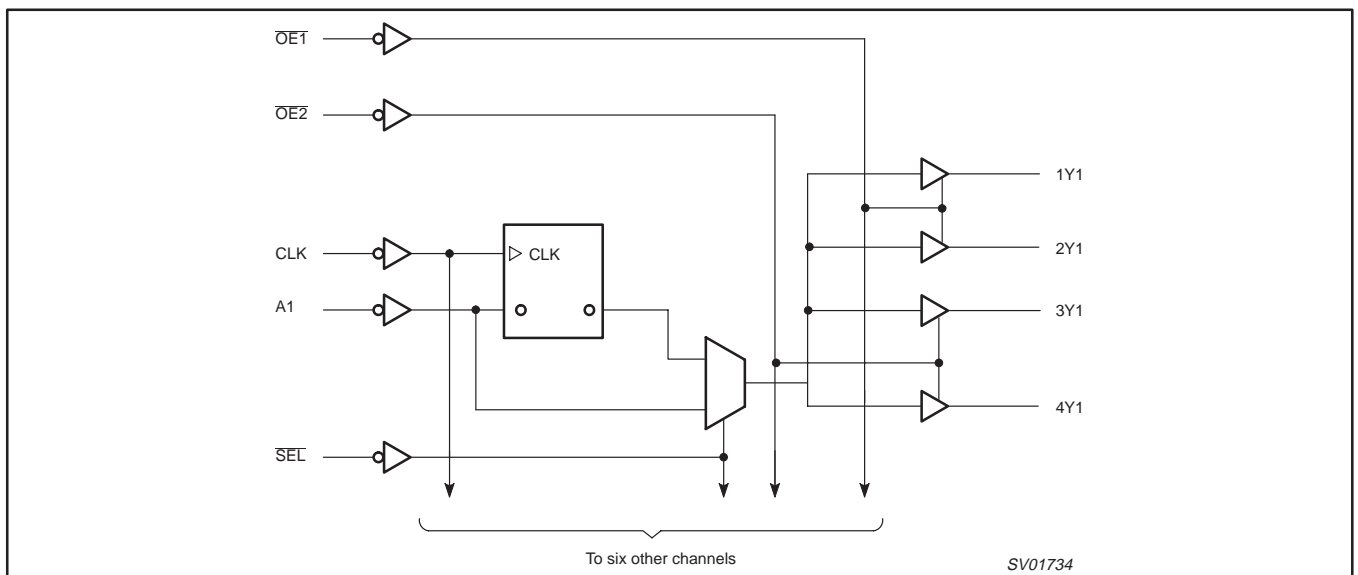 OE1
OE2
1Y1
CLK
CLK
2Y1
A1
3Y1
4Y1
SEL
To six other channels
SV01734